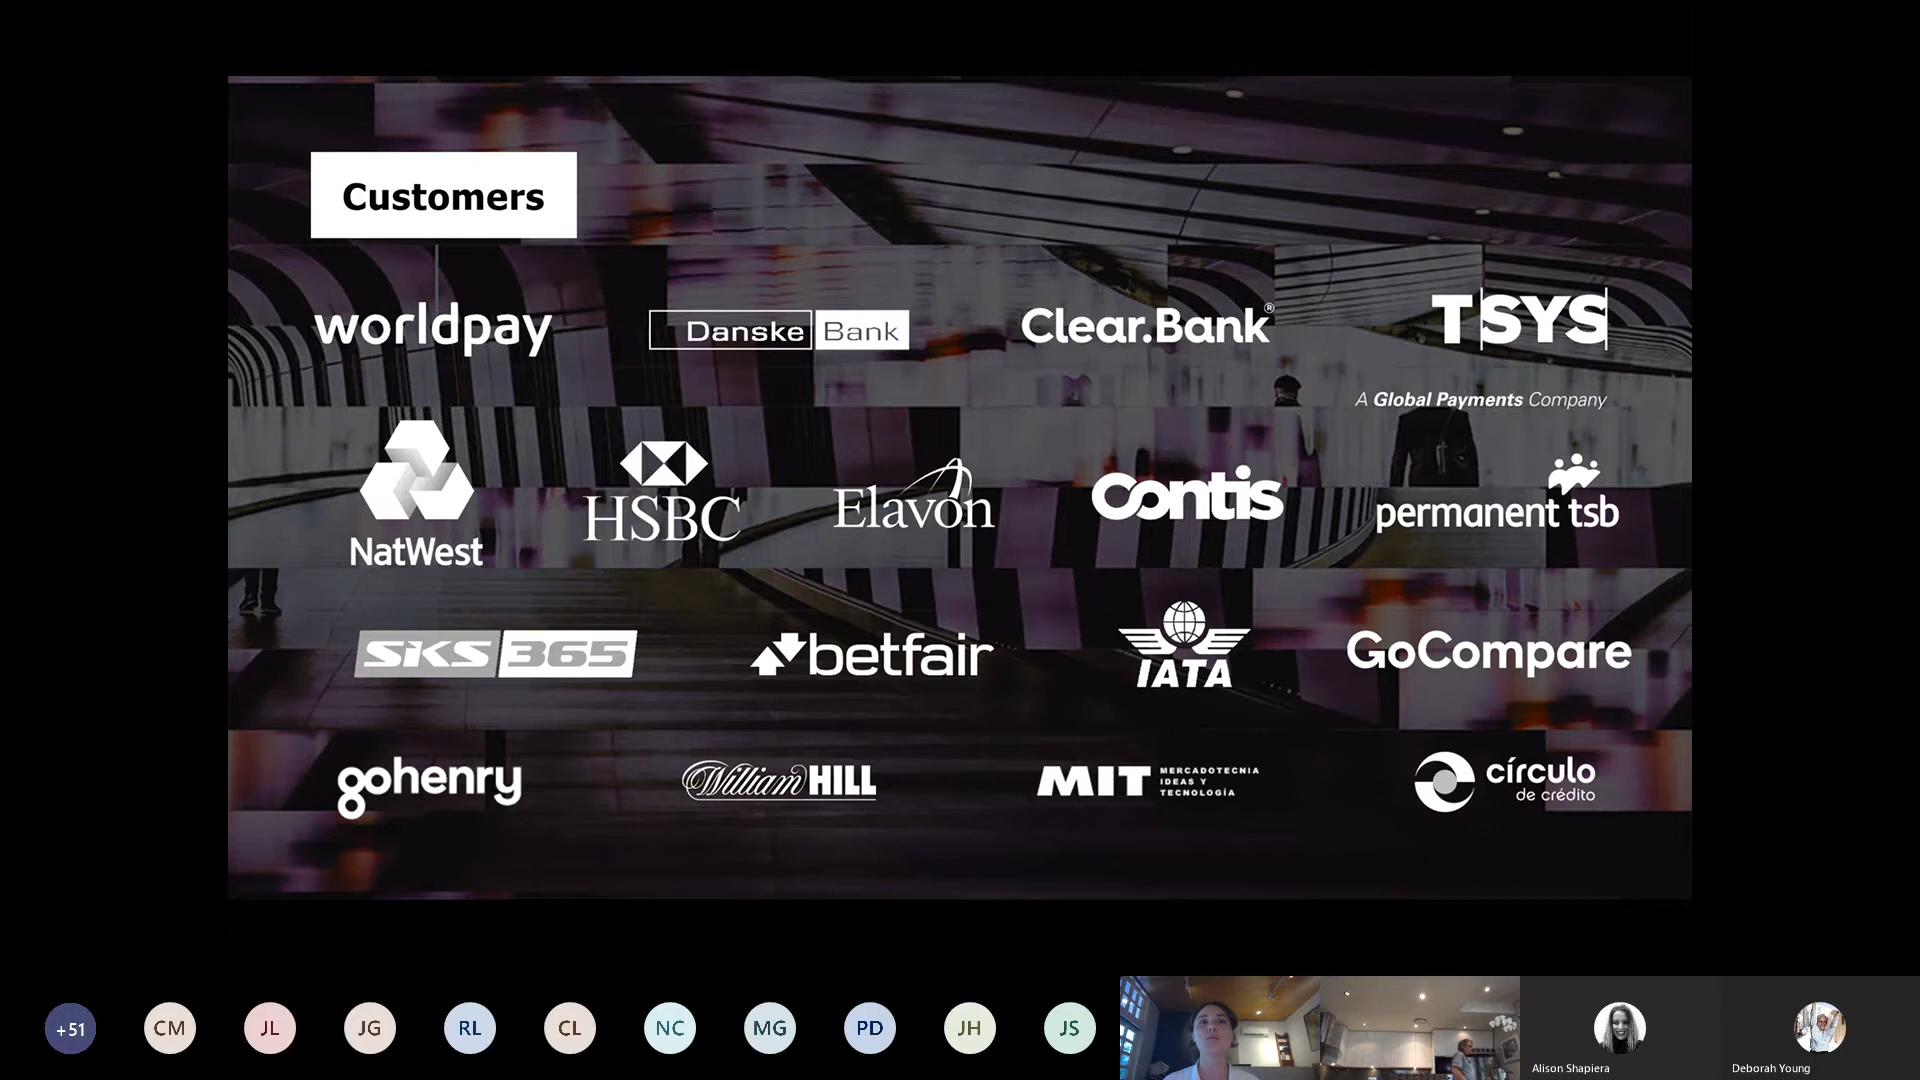 Customers
worldpay
Danske Bank
Clear.Bank®
TSYS
A Global Payments Company
NatWest
HSBC
Elavon
Contis
permanent tsb
SKS 365
betfair
IATA
GoCompare
gohenry
William HILL
MIT
MERCADOTECNIA
IDEAS Y
TECNOLOGÍA
círculo
de crédito
+51
CM
JL
JG
RL
CL
NC
MG
PD
JH
JS
Alison Shapiera
Deborah Young